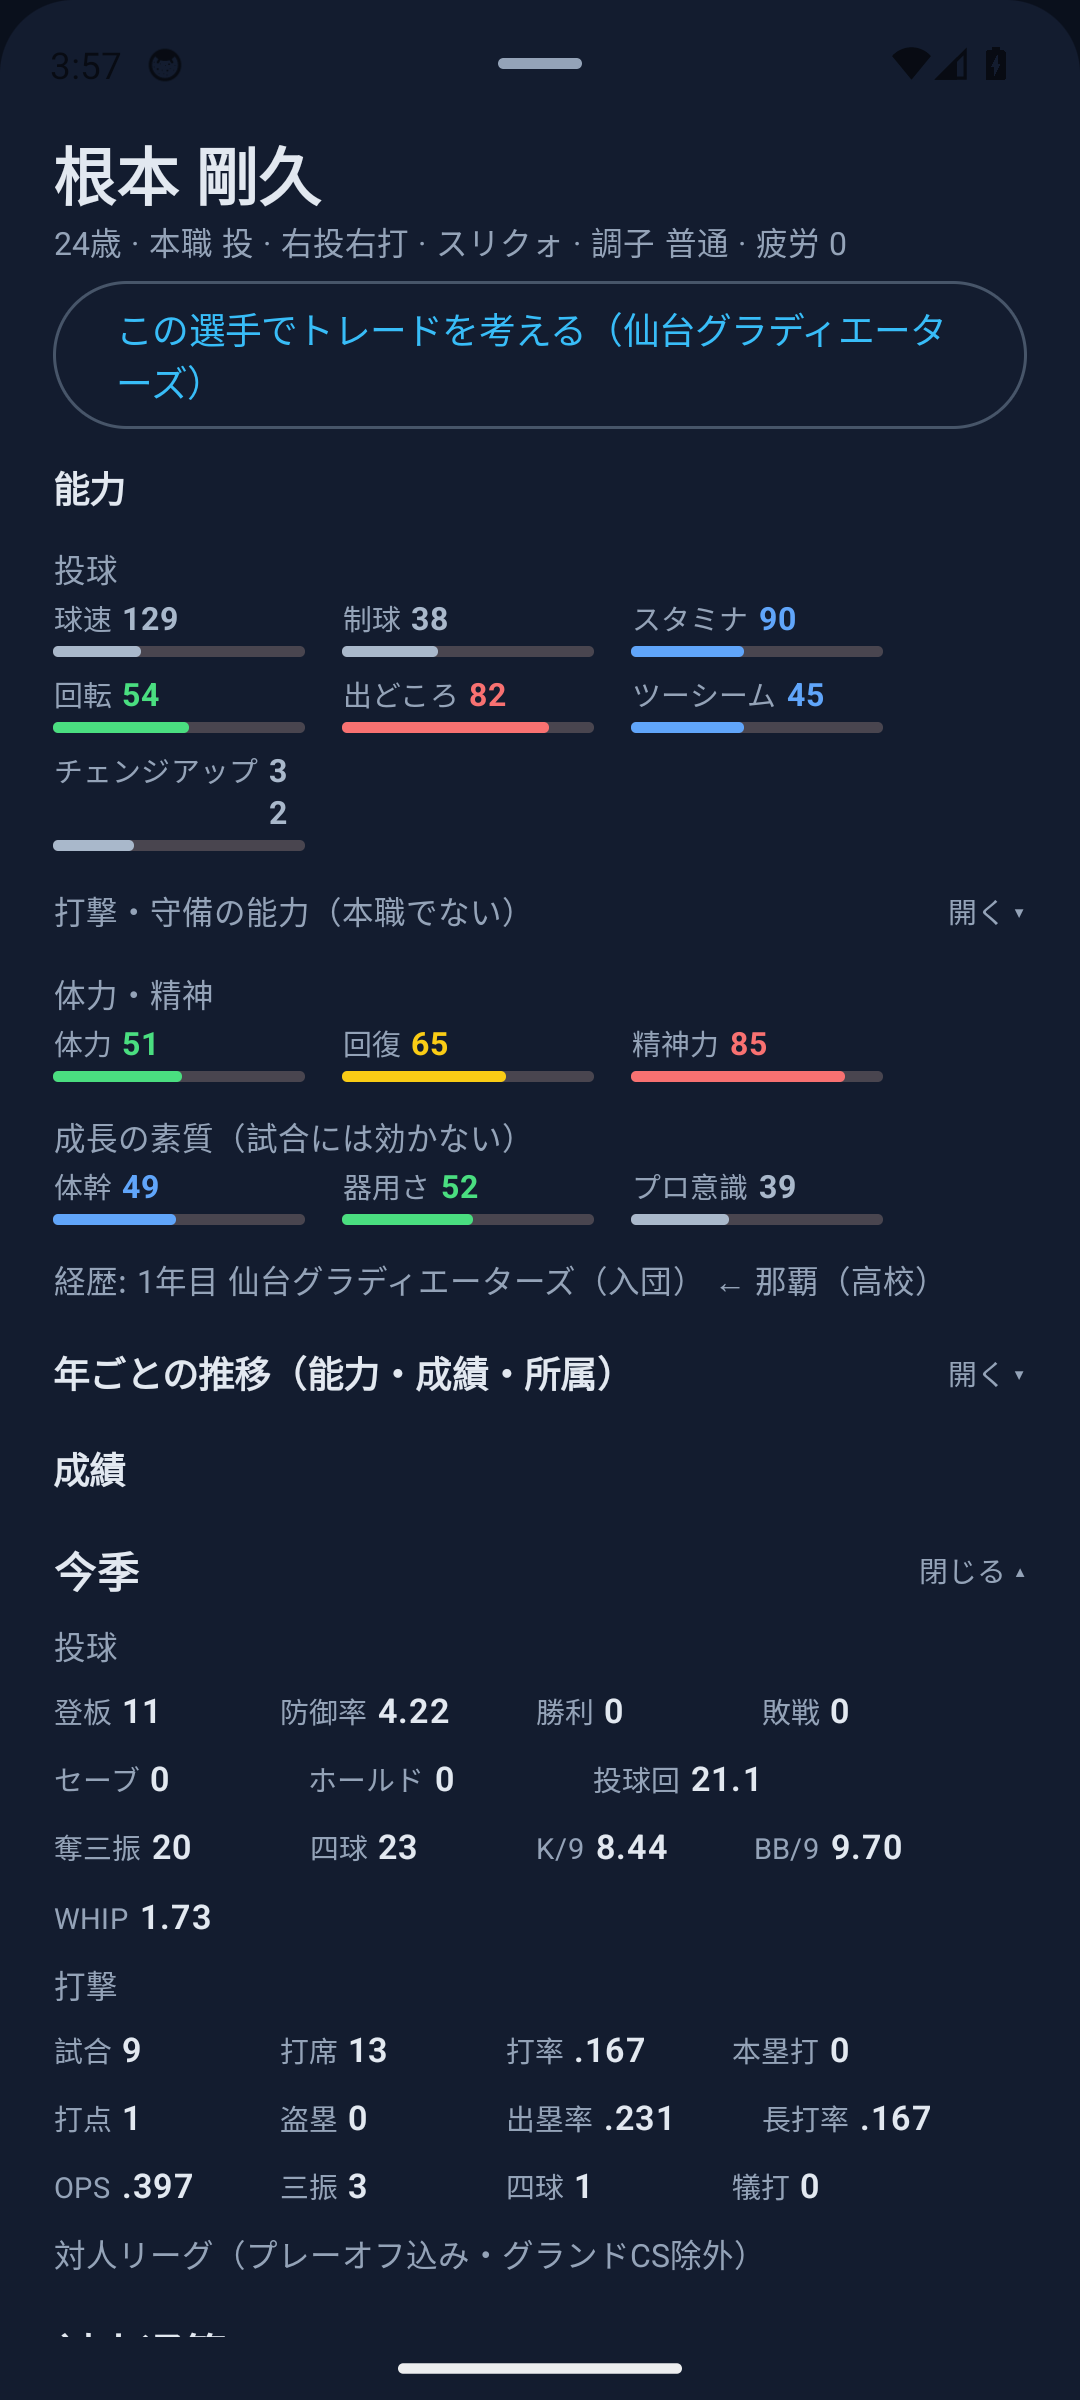 3:57
根本 剛久
24歳 · 本職 投 · 右投右打 · スリクォ · 調子 普通 · 疲労 0
この選手でトレードを考える（仙台グラディエータ
ーズ）
能力
投球
球速 129 制球 38 スタミナ 90
回転 54 出どころ 82 ツーシーム 45
チェンジアップ 3
2
打撃・守備の能力（本職でない） 開く ▾
体力・精神
体力 51 回復 65 精神力 85
成長の素質（試合には効かない）
体幹 49 器用さ 52 プロ意識 39
経歴: 1年目 仙台グラディエーターズ（入団） ← 那覇（高校）
年ごとの推移（能力・成績・所属） 開く ▾
成績
今季 閉じる ▴
投球
登板 11 防御率 4.22 勝利 0 敗戦 0
セーブ 0 ホールド 0 投球回 21.1
奪三振 20 四球 23 K/9 8.44 BB/9 9.70
WHIP 1.73
打撃
試合 9 打席 13 打率 .167 本塁打 0
打点 1 盗塁 0 出塁率 .231 長打率 .167
OPS .397 三振 3 四球 1 犠打 0
対人リーグ（プレーオフ込み・グランドCS除外）